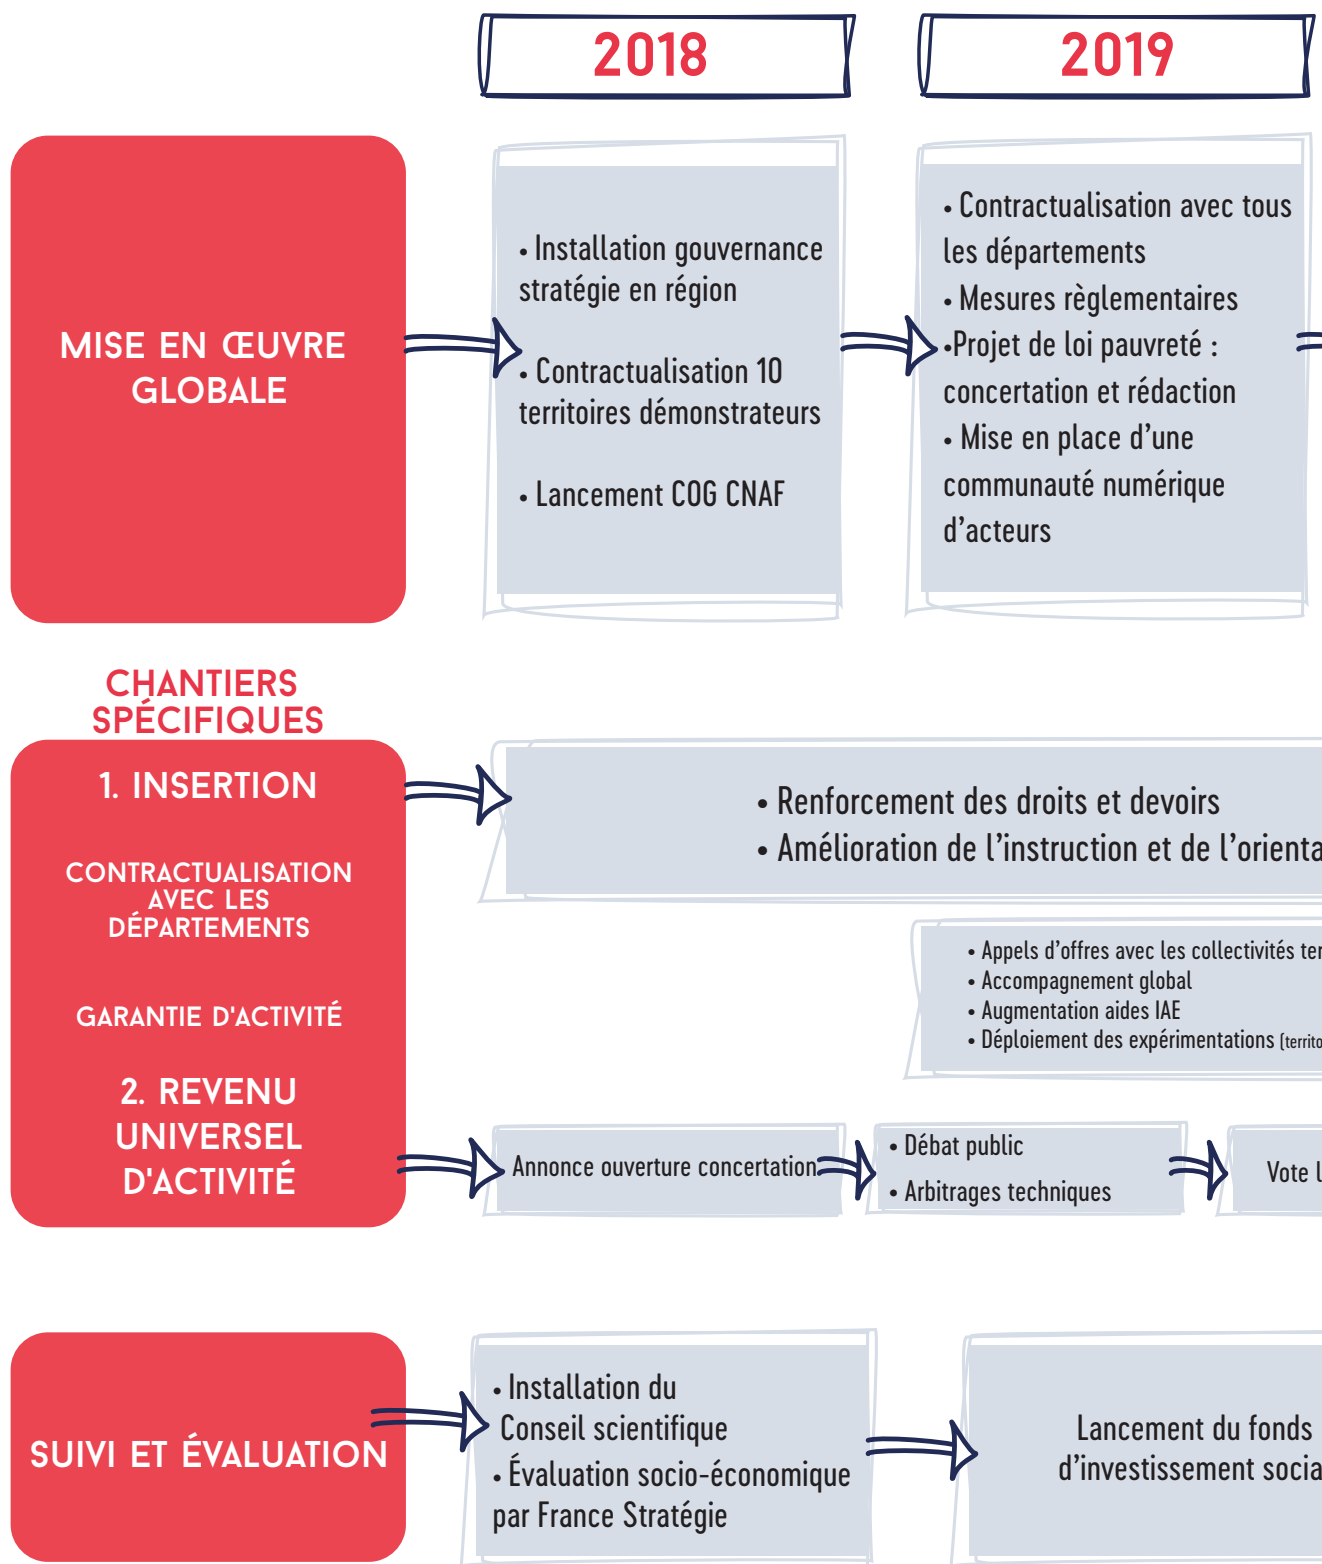 2018
2019
MISE EN ŒUVRE
GLOBALE
• Installation gouvernance
stratégie en région
• Contractualisation 10
territoires démonstrateurs
• Lancement COG CNAF
• Contractualisation avec tous
les départements
• Mesures règlementaires
•Projet de loi pauvreté :
concertation et rédaction
• Mise en place d’une
communauté numérique
d’acteurs
CHANTIERS
SPÉCIFIQUES
1. INSERTION
CONTRACTUALISATION
AVEC LES
DÉPARTEMENTS
GARANTIE D'ACTIVITÉ
2. REVENU
UNIVERSEL
D'ACTIVITÉ
• Renforcement des droits et devoirs
• Amélioration de l’instruction et de l’orienta
• Appels d’offres avec les collectivités ter
• Accompagnement global
• Augmentation aides IAE
• Déploiement des expérimentations (territo
Annonce ouverture concertation
• Débat public
• Arbitrages techniques
Vote l
SUIVI ET ÉVALUATION
• Installation du
Conseil scientifique
• Évaluation socio-économique
par France Stratégie
Lancement du fonds
d’investissement socia